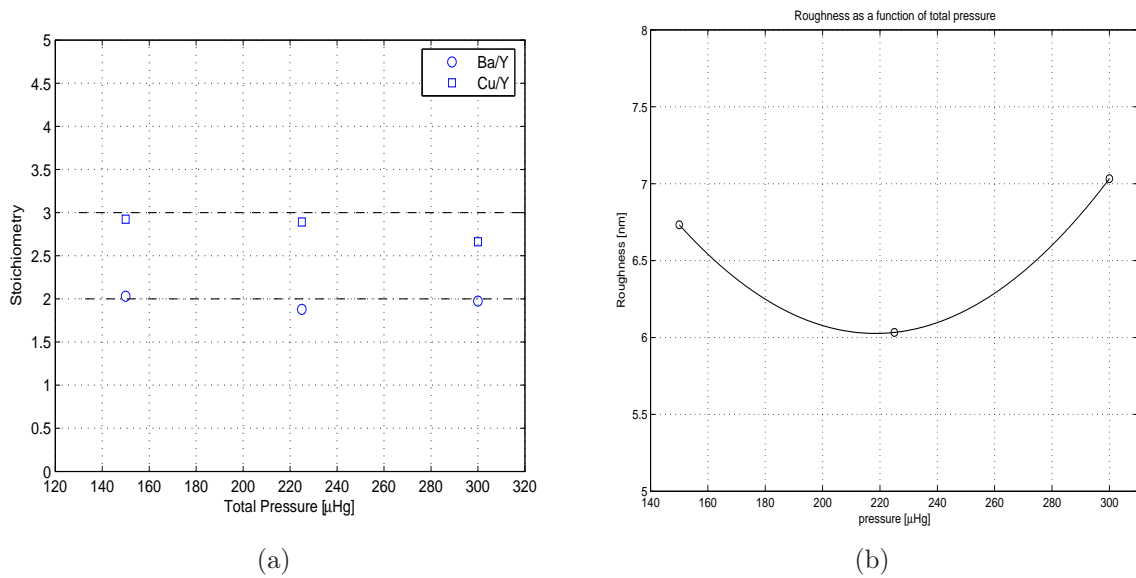 5
4.5
4
3.5
3
2.5
2
1.5
1
0.5
0
120 140 160 180 200 220 240 260 280 300 320
Stoichiometry
Total Pressure [μHg]
Ba/Y
Cu/Y
(a)
Roughness as a function of total pressure
8
7.5
7
6.5
6
5.5
5
140 160 180 200 220 240 260 280 300
Roughness [nm]
pressure [μHg]
(b)